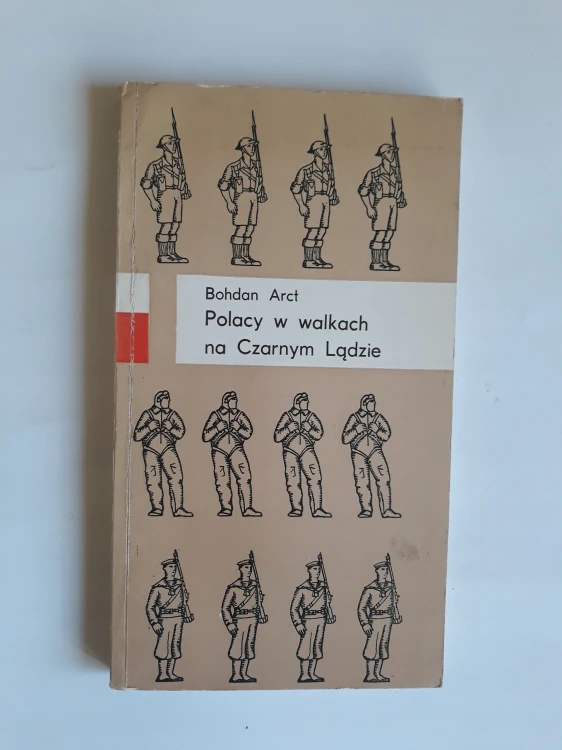 Bohdan Arct
Polacy w walkach
na Czarnym Lądzie